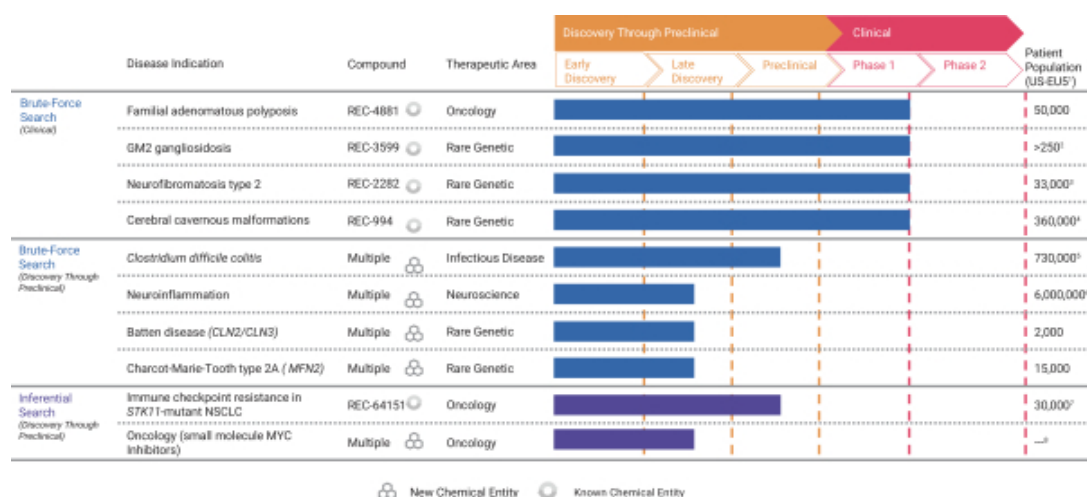 Discovery Through Preclinical Clinical
Disease Indication Compound Therapeutic Area Early Discovery Late Discovery Preclinical Phase 1 Phase 2 Patient Population (US-EU5¹)
Brute-Force Search (Clinical)
Familial adenomatous polyposis REC-4881 Oncology 50,000
GM2 gangliosidosis REC-3599 Rare Genetic >250²
Neurofibromatosis type 2 REC-2282 Rare Genetic 33,000³
Cerebral cavernous malformations REC-994 Rare Genetic 360,000⁴
Brute-Force Search (Discovery Through Preclinical)
Clostridium difficile colitis Multiple Infectious Disease 730,000⁵
Neuroinflammation Multiple Neuroscience 6,000,000
Batten disease (CLN2/CLN3) Multiple Rare Genetic 2,000
Charcot-Marie-Tooth type 2A ( MFN2) Multiple Rare Genetic 15,000
Inferential Search (Discovery Through Preclinical)
Immune checkpoint resistance in STK11-mutant NSCLC REC-64151 Oncology 30,000⁷
Oncology (small molecule MYC Inhibitors) Multiple Oncology —⁸
New Chemical Entity Known Chemical Entity